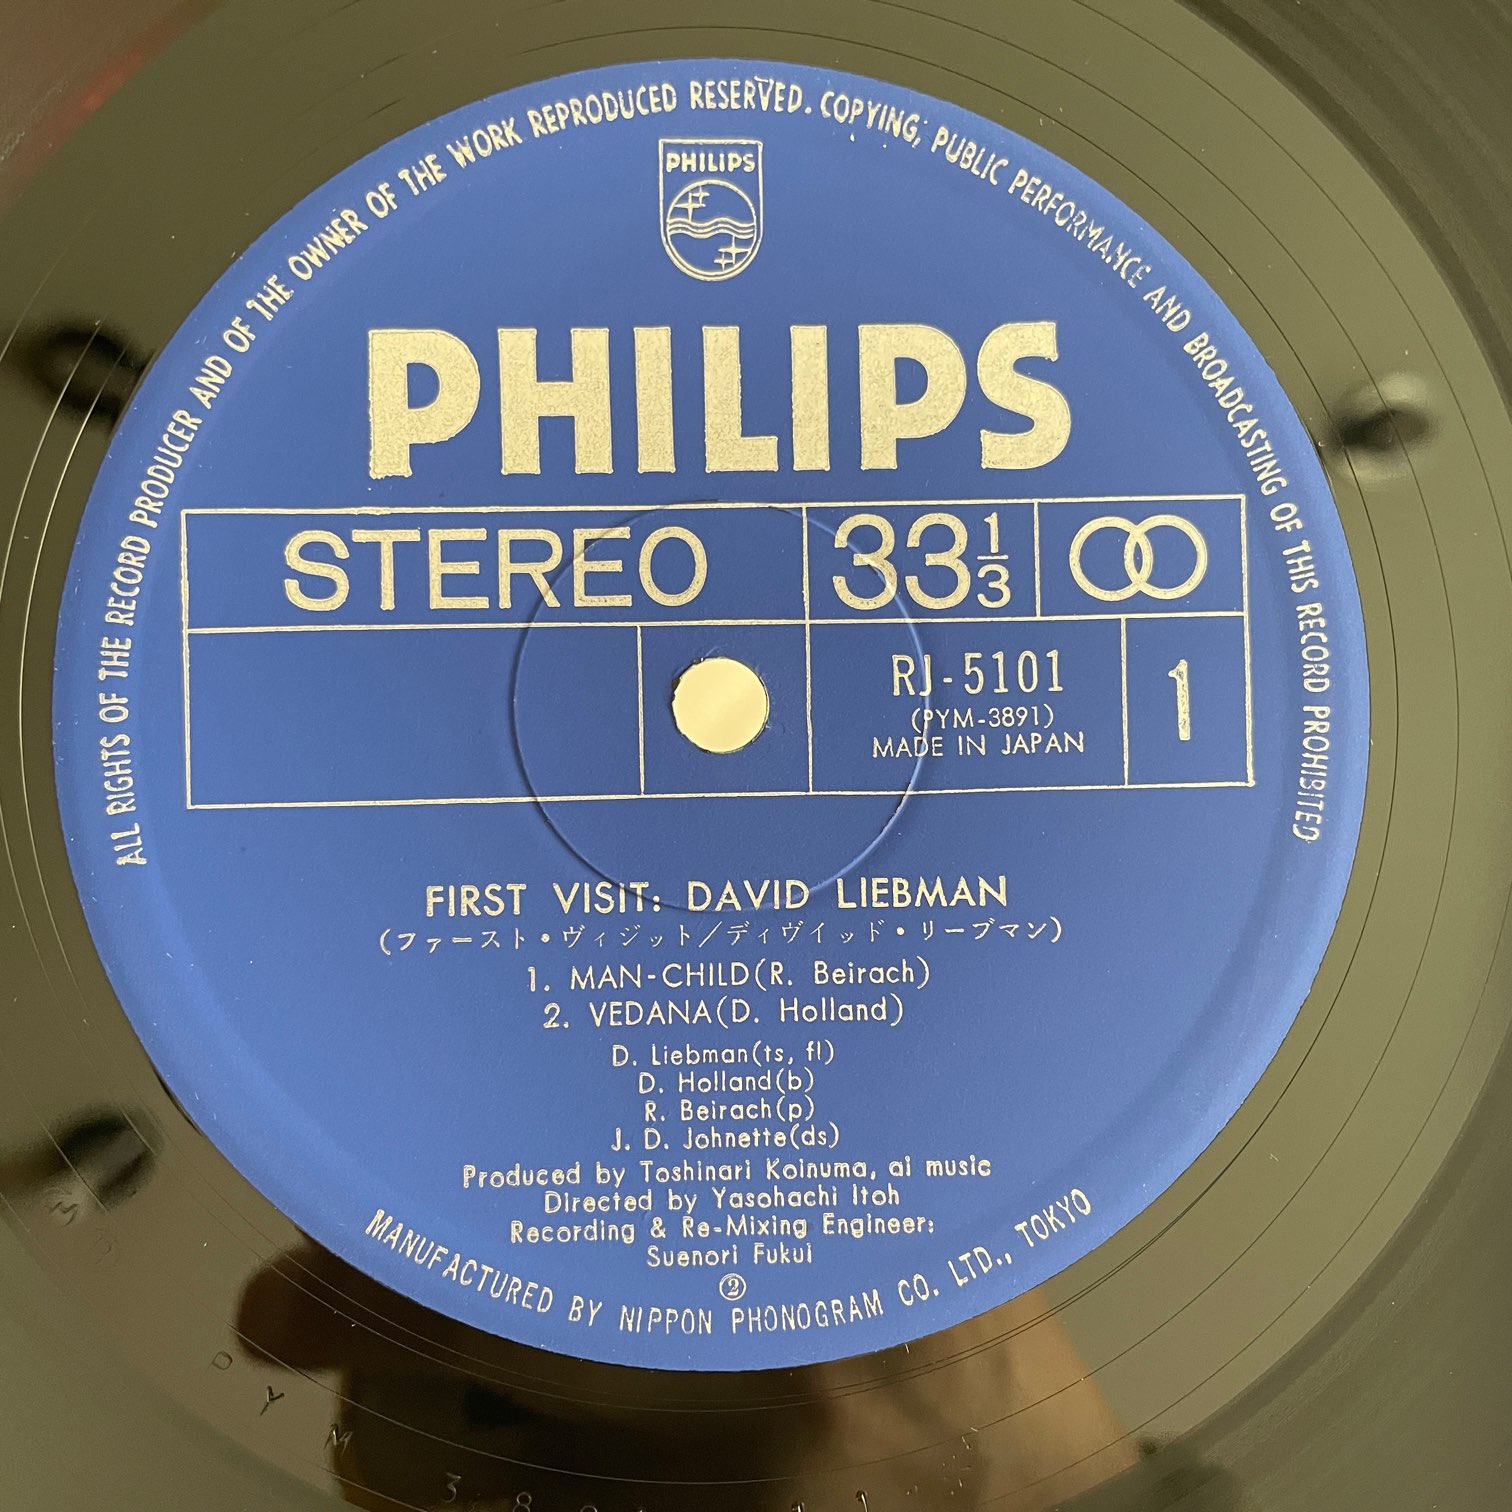 ALL RIGHTS OF THE RECORD PRODUCER AND OF THE OWNER OF THE WORK REPRODUCED RESERVED. COPYING, PUBLIC PERFORMANCE AND BROADCASTING OF THIS RECORD PROHIBITED
PHILIPS
PHILIPS
STEREO
33 1/3
RJ-5101
(PYM-3891)
MADE IN JAPAN
1
FIRST VISIT: DAVID LIEBMAN
(ファースト・ヴィジット/ディヴイッド・リーブマン)
1. MAN-CHILD(R. Beirach)
2. VEDANA(D. Holland)
D. Liebman(ts, fl)
D. Holland(b)
R. Beirach(p)
J. D. Johnette(ds)
Produced by Toshinari Koinuma, ai music
Directed by Yasohachi Itoh
Recording & Re-Mixing Engineer:
Suenori Fukui
②
MANUFACTURED BY NIPPON PHONOGRAM CO. LTD., TOKYO